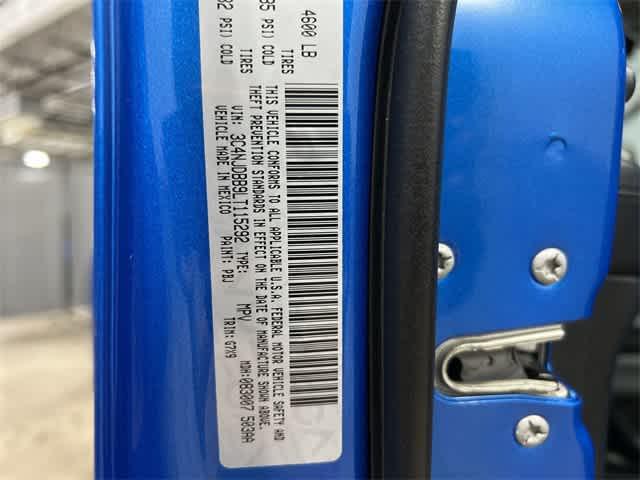 4600 LB
TIRES
35 PSI) COLD
TIRES
32 PSI) COLD
THIS VEHICLE CONFORMS TO ALL APPLICABLE U.S.A. FEDERAL MOTOR VEHICLE SAFETY AND
THEFT PREVENTION STANDARDS IN EFFECT ON THE DATE OF MANUFACTURE SHOWN ABOVE.
VIN: 3C4NJDBB9LT115292 TYPE: MPV MDH: 083007 503AA
VEHICLE MADE IN MEXICO PAINT: PBJ TRIM: G7X9